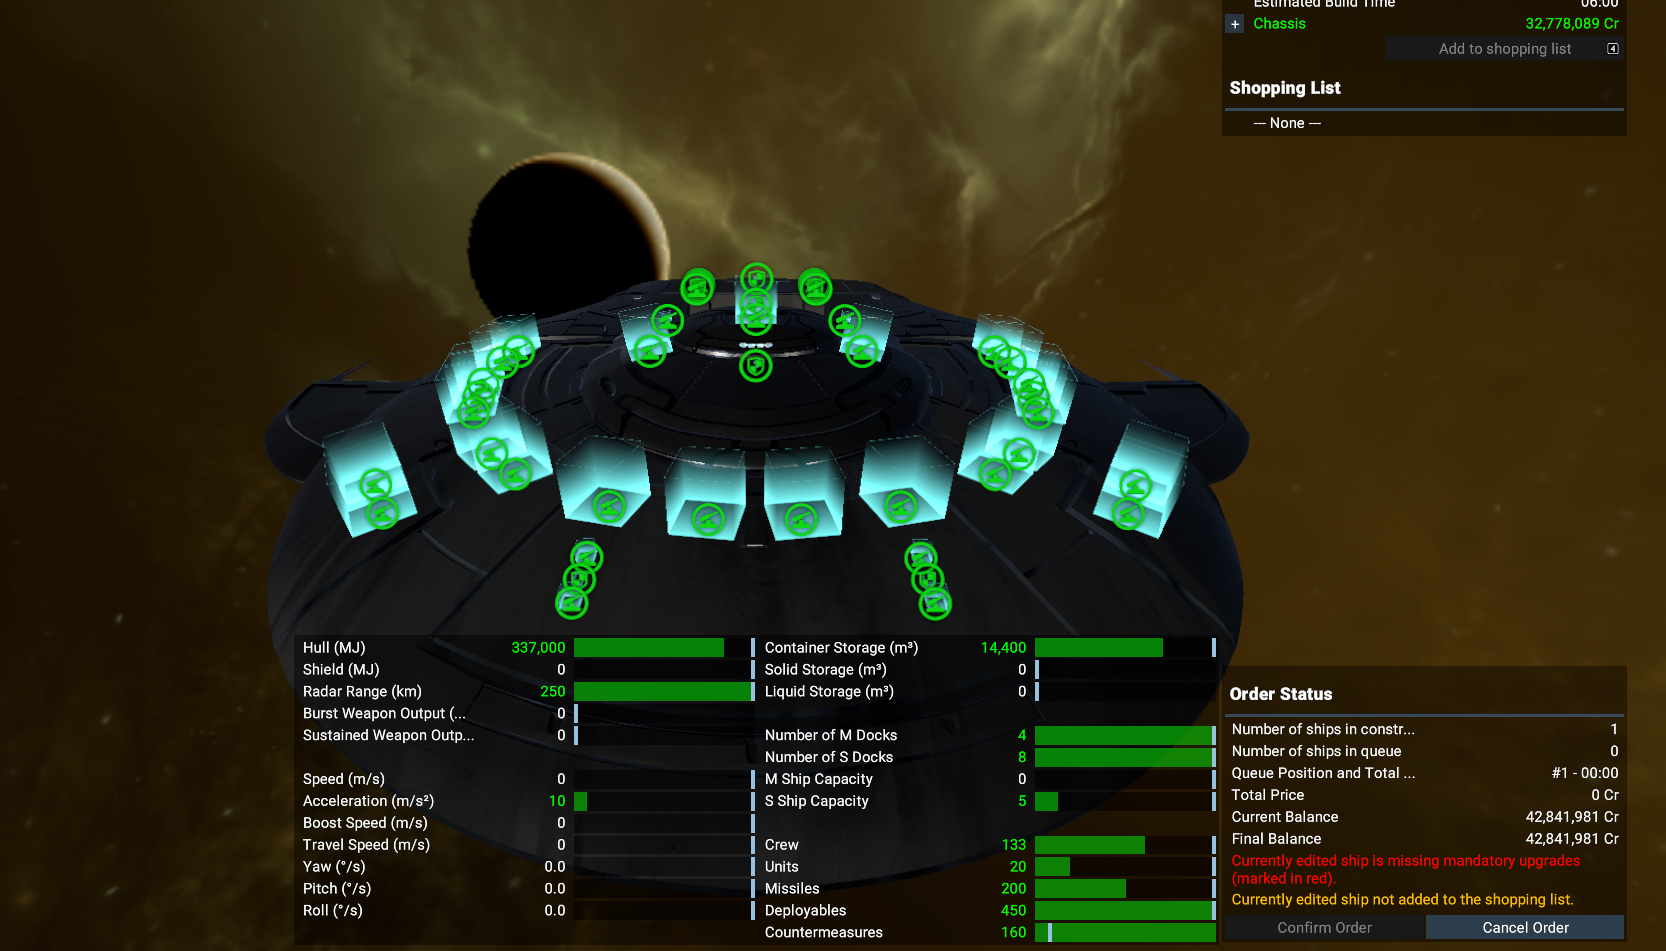 Estimated Build Time 06:00
+ Chassis 32,778,089 Cr
Add to shopping list 4
Shopping List
--- None ---
Hull (MJ) 337,000
Shield (MJ) 0
Radar Range (km) 250
Burst Weapon Output (... 0
Sustained Weapon Outp... 0
Speed (m/s) 0
Acceleration (m/s²) 10
Boost Speed (m/s) 0
Travel Speed (m/s) 0
Yaw (°/s) 0.0
Pitch (°/s) 0.0
Roll (°/s) 0.0
Container Storage (m³) 14,400
Solid Storage (m³) 0
Liquid Storage (m³) 0
Number of M Docks 4
Number of S Docks 8
M Ship Capacity 0
S Ship Capacity 5
Crew 133
Units 20
Missiles 200
Deployables 450
Countermeasures 160
Order Status
Number of ships in constr... 1
Number of ships in queue 0
Queue Position and Total ... #1 - 00:00
Total Price 0 Cr
Current Balance 42,841,981 Cr
Final Balance 42,841,981 Cr
Currently edited ship is missing mandatory upgrades
(marked in red).
Currently edited ship not added to the shopping list.
Confirm Order Cancel Order